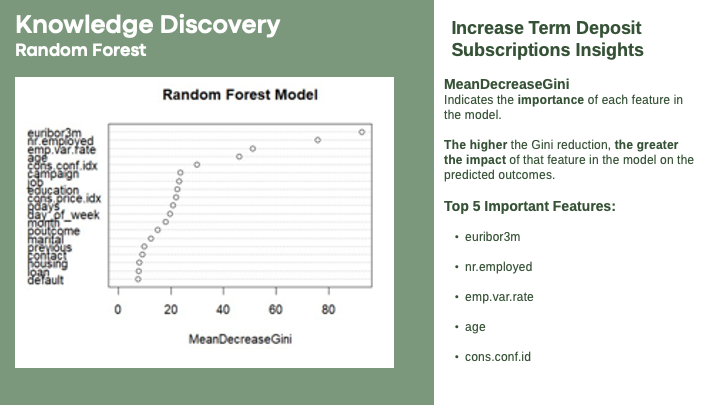 Knowledge Discovery
Random Forest
Random Forest Model
euribor3m
nr.employed
emp.var.rate
age
cons.conf.idx
campaign
job
education
cons.price.idx
pdays
day_of_week
month
poutcome
marital
previous
contact
housing
loan
default
0 20 40 60 80
MeanDecreaseGini
Increase Term Deposit
Subscriptions Insights
MeanDecreaseGini
Indicates the importance of each feature in
the model.
The higher the Gini reduction, the greater
the impact of that feature in the model on the
predicted outcomes.
Top 5 Important Features:
• euribor3m
• nr.employed
• emp.var.rate
• age
• cons.conf.id